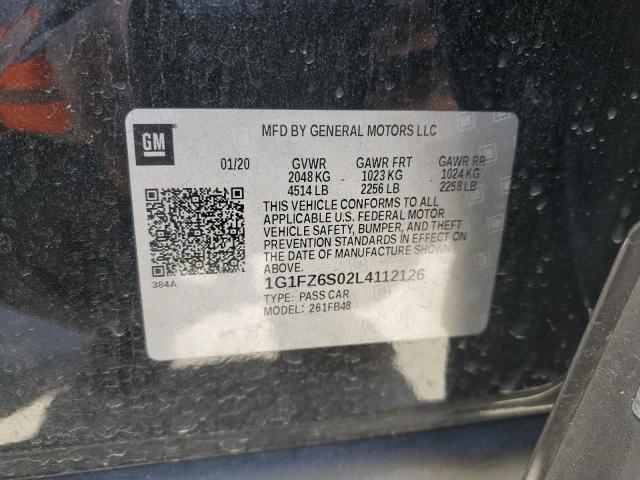 GM
MFD BY GENERAL MOTORS LLC
01/20 GVWR GAWR FRT GAWR RR
2048 KG 1023 KG 1024 KG
4514 LB 2256 LB 2258 LB
THIS VEHICLE CONFORMS TO ALL
APPLICABLE U.S. FEDERAL MOTOR
VEHICLE SAFETY, BUMPER, AND THEFT
PREVENTION STANDARDS IN EFFECT ON
THE DATE OF MANUFACTURE SHOWN
ABOVE.
384A
1G1FZ6S02L4112126
TYPE: PASS CAR
MODEL: 261FB48